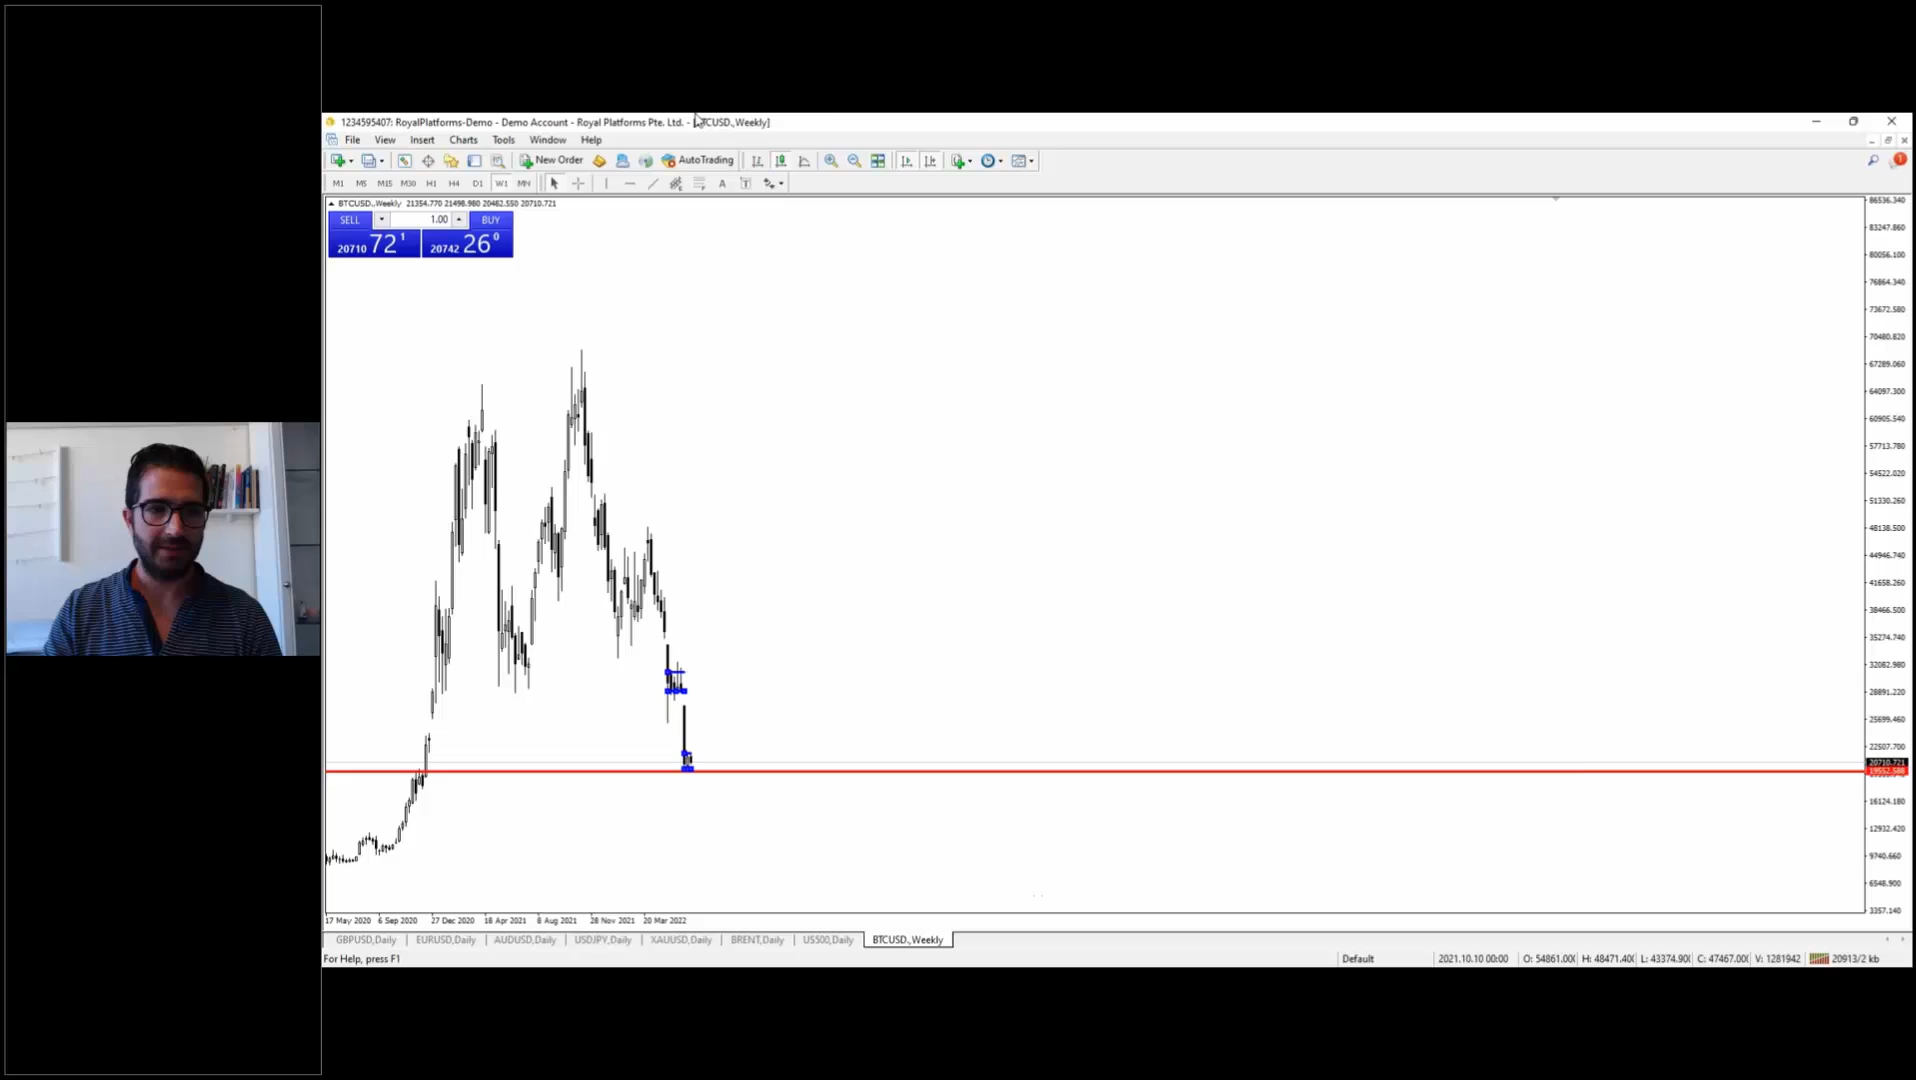 1234595407: RoyalPlatforms-Demo - Demo Account - Royal Platforms Pte. Ltd. - [BTCUSD.,Weekly]
File View Insert Charts Tools Window Help
New Order AutoTrading
M1 M5 M15 M30 H1 H4 D1 W1 MN A T
BTCUSD.,Weekly 21354.770 21498.980 20482.550 20710.721
SELL 1.00 BUY
20710 72 1 20742 26 0
86536.340
83247.860
80056.100
76864.340
73672.580
70480.820
67289.060
64097.300
60905.540
57713.780
54522.020
51330.260
48138.500
44946.740
41658.260
38466.500
35274.740
32082.980
28891.220
25699.460
22507.700
20710.721
19552.588
16124.180
12932.420
9740.660
6548.900
3357.140
17 May 2020 6 Sep 2020 27 Dec 2020 18 Apr 2021 8 Aug 2021 28 Nov 2021 20 Mar 2022
GBPUSD,Daily EURUSD,Daily AUDUSD,Daily USDJPY,Daily XAUUSD,Daily BRENT,Daily US500,Daily BTCUSD.,Weekly
For Help, press F1 Default 2021.10.10 00:00 O: 54861.00 H: 48471.40 L: 43374.90 C: 47467.00 V: 1281942 20913/2 kb